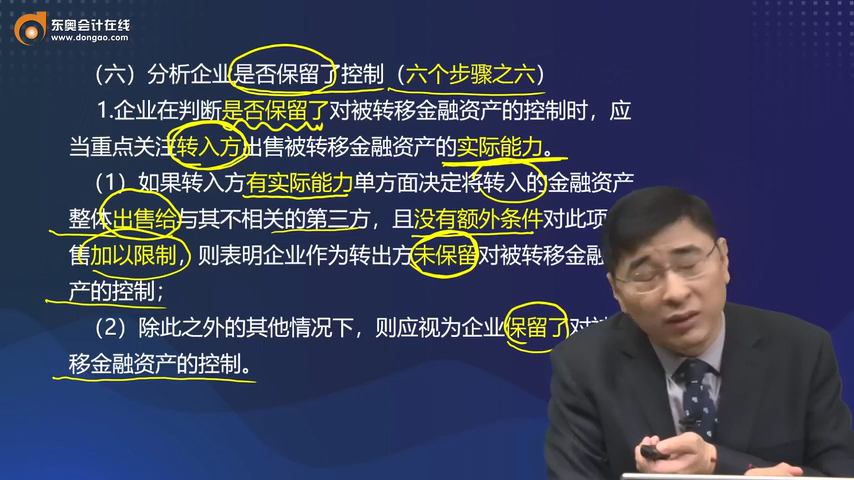 东奥会计在线
www.dongao.com
（六）分析企业是否保留了控制（六个步骤之六）
1.企业在判断是否保留了对被转移金融资产的控制时，应
当重点关注转入方出售被转移金融资产的实际能力。
（1）如果转入方有实际能力单方面决定将转入的金融资产
整体出售给与其不相关的第三方，且没有额外条件对此项
售加以限制，则表明企业作为转出方未保留对被转移金融
产的控制；
（2）除此之外的其他情况下，则应视为企业保留了对
移金融资产的控制。